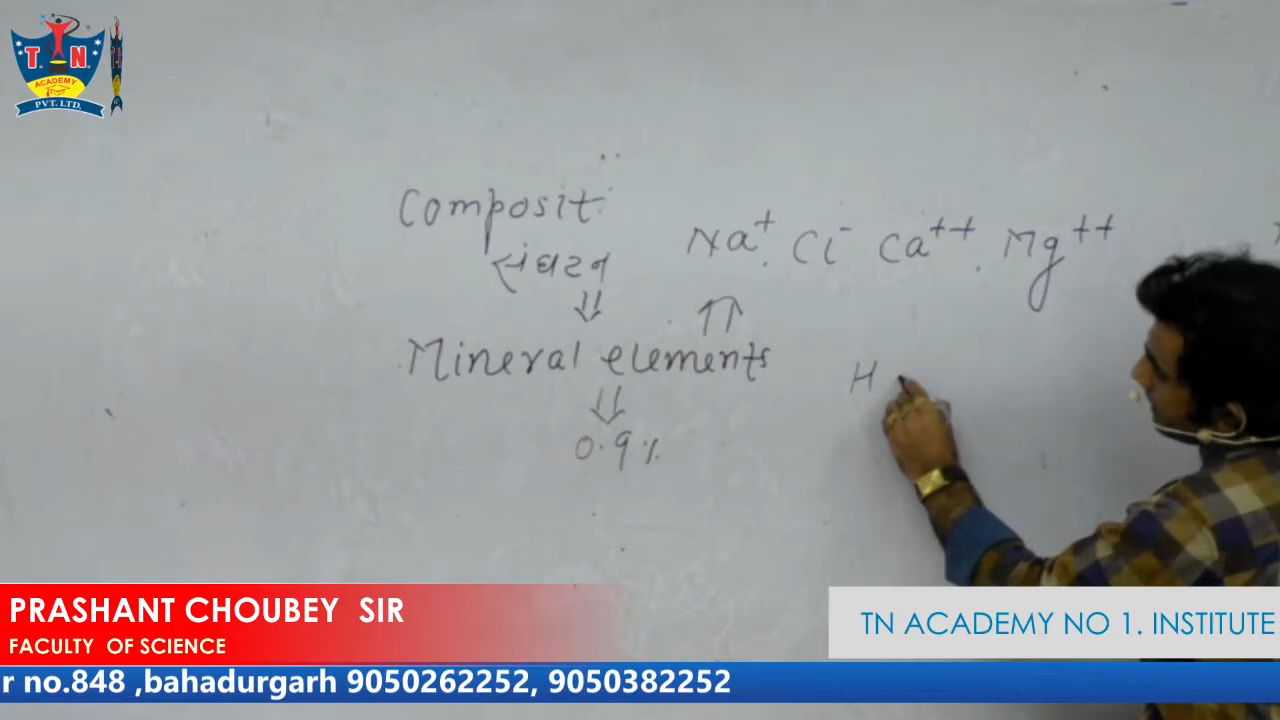 T.N.
ACADEMY
PVT. LTD.
Composit
संघटन
Na⁺ Cl⁻ Ca⁺⁺ Mg⁺⁺
Mineral elements
0.9%
H
PRASHANT CHOUBEY SIR
FACULTY OF SCIENCE
TN ACADEMY NO 1. INSTITUTE
r no.848 ,bahadurgarh 9050262252, 9050382252